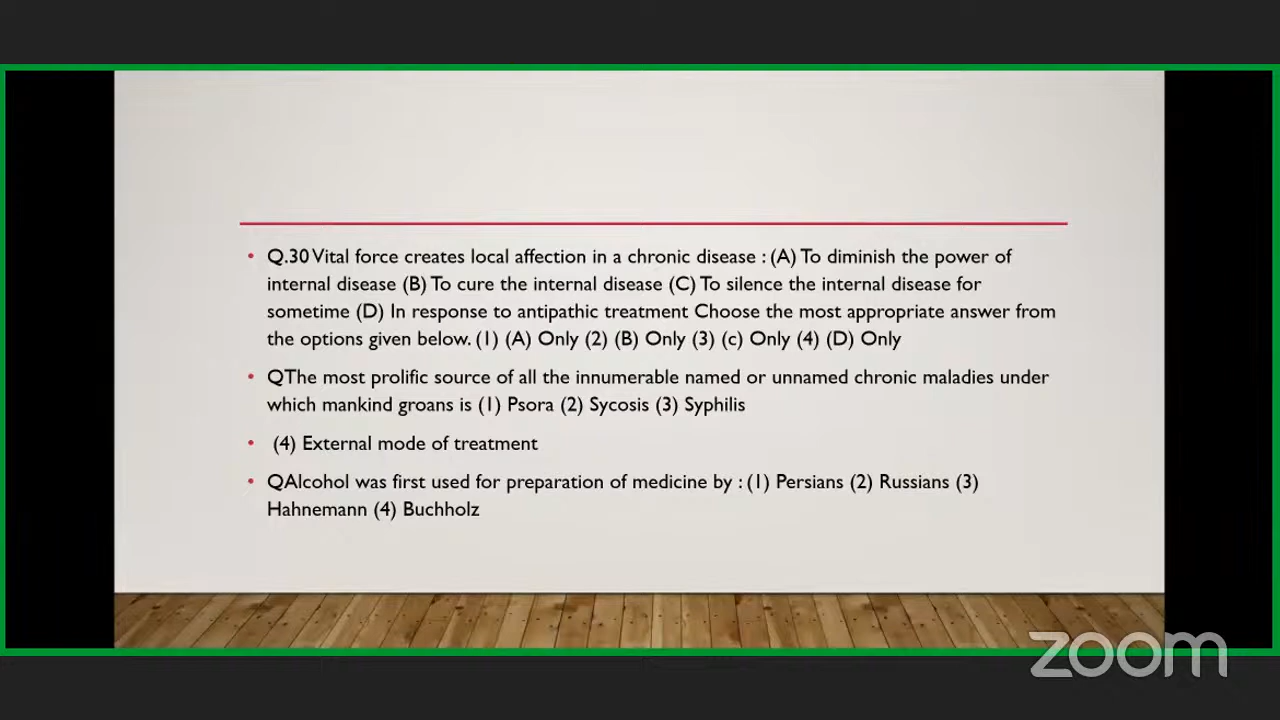 Q.30 Vital force creates local affection in a chronic disease : (A) To diminish the power of
internal disease (B) To cure the internal disease (C) To silence the internal disease for
sometime (D) In response to antipathic treatment Choose the most appropriate answer from
the options given below. (1) (A) Only (2) (B) Only (3) (c) Only (4) (D) Only
QThe most prolific source of all the innumerable named or unnamed chronic maladies under
which mankind groans is (1) Psora (2) Sycosis (3) Syphilis
(4) External mode of treatment
QAlcohol was first used for preparation of medicine by : (1) Persians (2) Russians (3)
Hahnemann (4) Buchholz
zoom